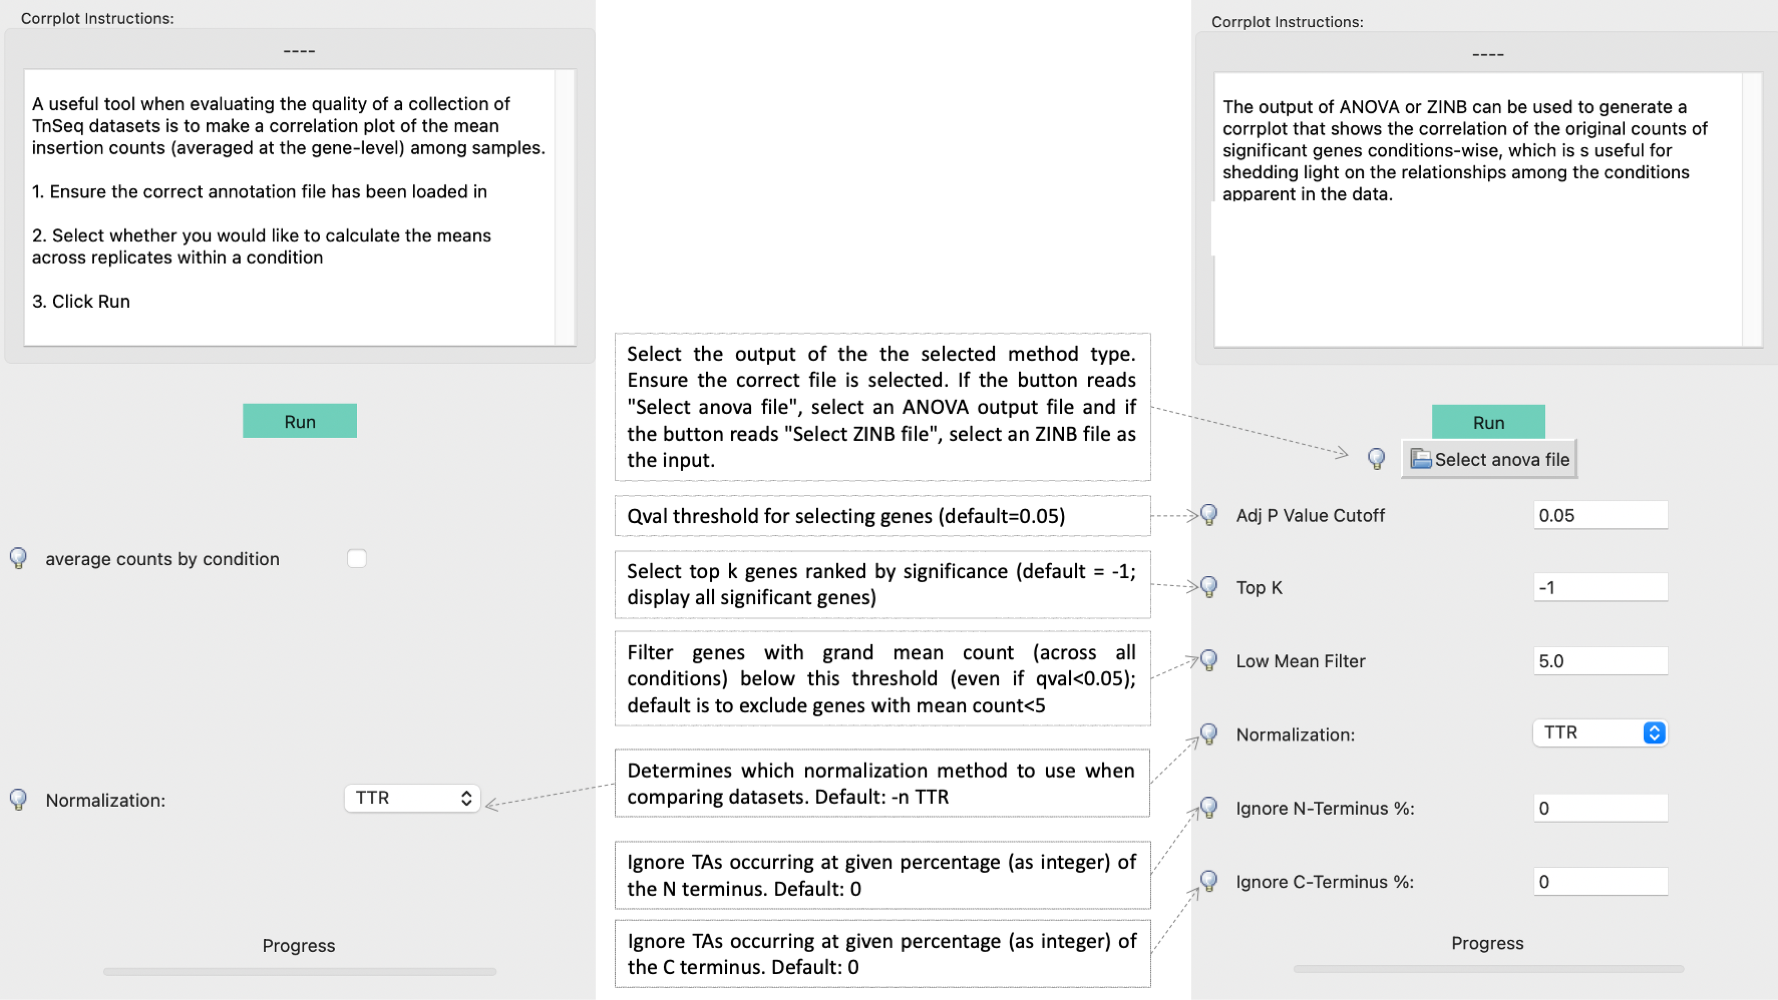 Corrplot Instructions:
----
A useful tool when evaluating the quality of a collection of
TnSeq datasets is to make a correlation plot of the mean
insertion counts (averaged at the gene-level) among samples.
1. Ensure the correct annotation file has been loaded in
2. Select whether you would like to calculate the means
across replicates within a condition
3. Click Run
Run
average counts by condition
Normalization:
TTR
Progress
Select the output of the the selected method type.
Ensure the correct file is selected. If the button reads
"Select anova file", select an ANOVA output file and if
the button reads "Select ZINB file", select an ZINB file as
the input.
Qval threshold for selecting genes (default=0.05)
Select top k genes ranked by significance (default = -1;
display all significant genes)
Filter genes with grand mean count (across all
conditions) below this threshold (even if qval<0.05);
default is to exclude genes with mean count<5
Determines which normalization method to use when
comparing datasets. Default: -n TTR
Ignore TAs occurring at given percentage (as integer) of
the N terminus. Default: 0
Ignore TAs occurring at given percentage (as integer) of
the C terminus. Default: 0
Corrplot Instructions:
----
The output of ANOVA or ZINB can be used to generate a
corrplot that shows the correlation of the original counts of
significant genes conditions-wise, which is s useful for
shedding light on the relationships among the conditions
apparent in the data.
Run
Select anova file
Adj P Value Cutoff
0.05
Top K
-1
Low Mean Filter
5.0
Normalization:
TTR
Ignore N-Terminus %:
0
Ignore C-Terminus %:
0
Progress